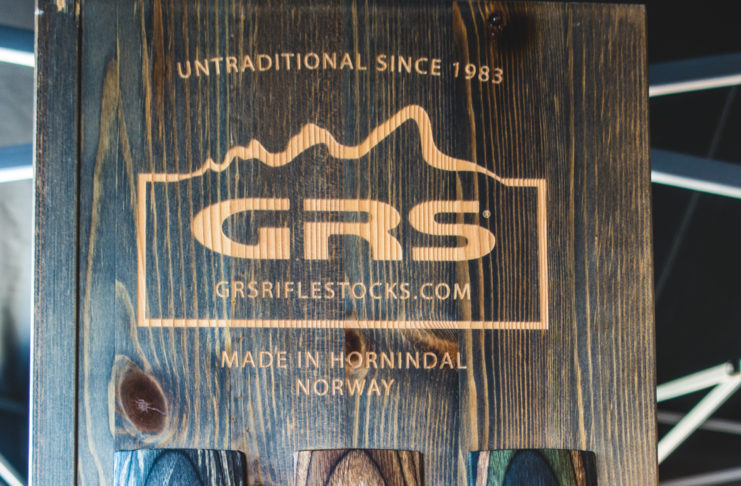 UNTRADITIONAL SINCE 1983
GRS®
GRSRIFLESTOCKS.COM
MADE IN HORNINDAL
NORWAY